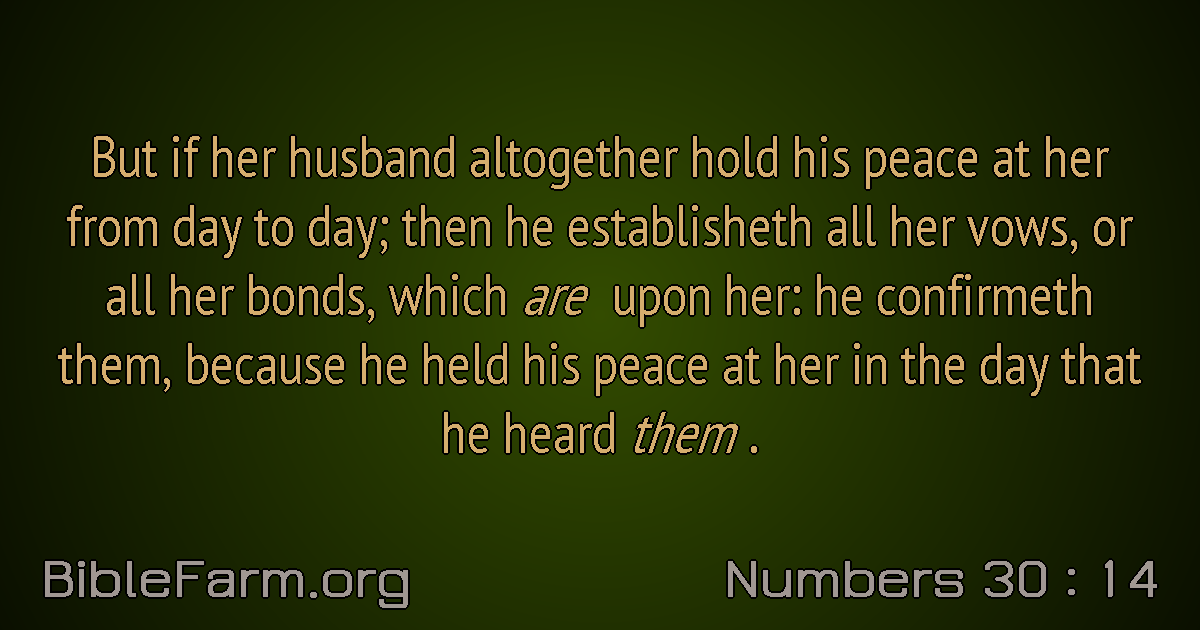 But if her husband altogether hold his peace at her
from day to day; then he establisheth all her vows, or
all her bonds, which are upon her: he confirmeth
them, because he held his peace at her in the day that
he heard them .
BibleFarm.org
Numbers 30 : 14